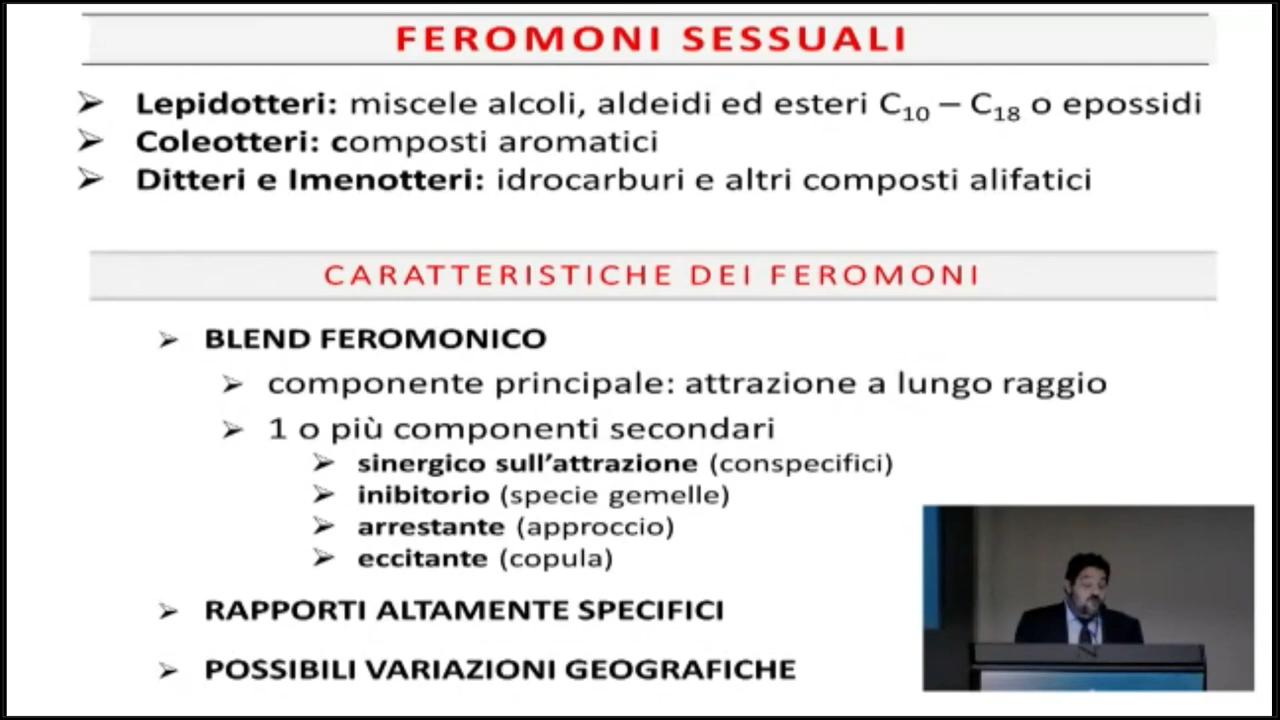 FEROMONI SESSUALI
➢ Lepidotteri: miscele alcoli, aldeidi ed esteri C₁₀ – C₁₈ o epossidi
➢ Coleotteri: composti aromatici
➢ Ditteri e Imenotteri: idrocarburi e altri composti alifatici
CARATTERISTICHE DEI FEROMONI
➢ BLEND FEROMONICO
➢ componente principale: attrazione a lungo raggio
➢ 1 o più componenti secondari
➢ sinergico sull'attrazione (conspecifici)
➢ inibitorio (specie gemelle)
➢ arrestante (approccio)
➢ eccitante (copula)
➢ RAPPORTI ALTAMENTE SPECIFICI
➢ POSSIBILI VARIAZIONI GEOGRAFICHE